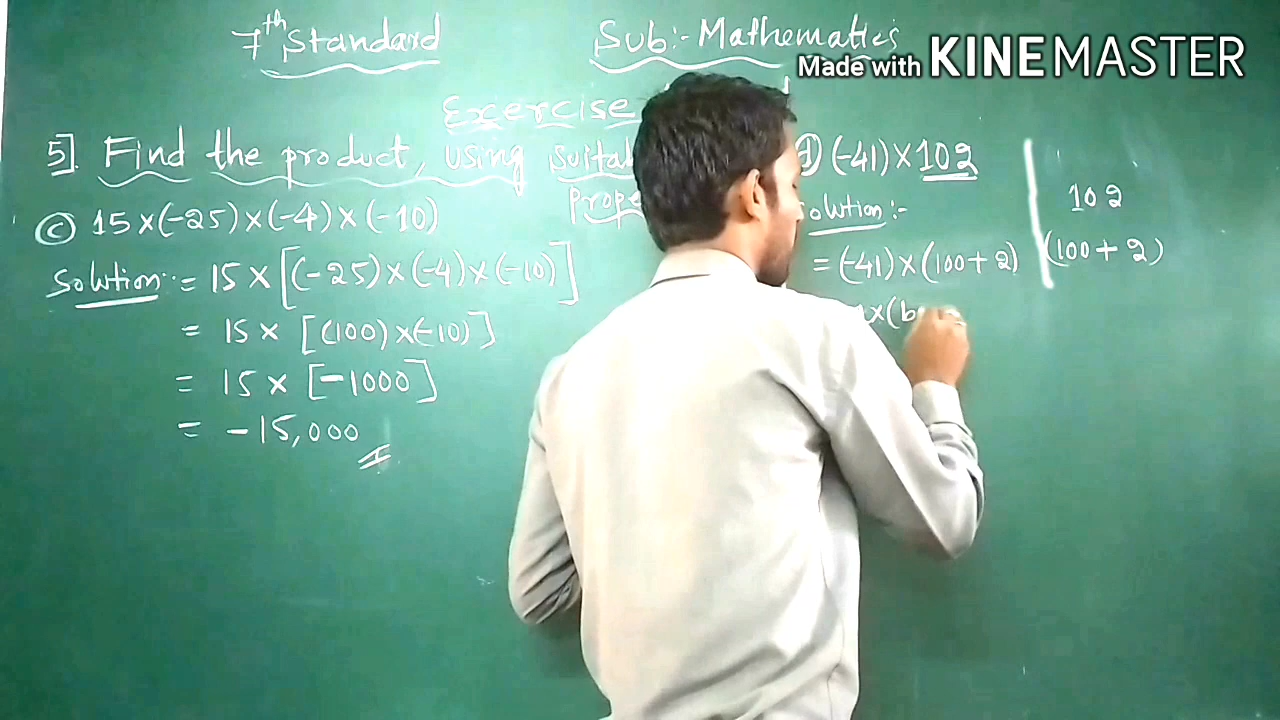 7th Standard
Sub:- Mathematics
Made with KINEMASTER
Exercise
5] Find the product, using
c 15×(-25)×(-4)×(-10)
Solution:- = 15 × [(-25)×(-4)×(-10)]
= 15 × [(100)×(-10)]
= 15 × [-1000]
= -15,000
(-41)×102
:-
= (-41)×(100+2)
×(b
102
(100+2)